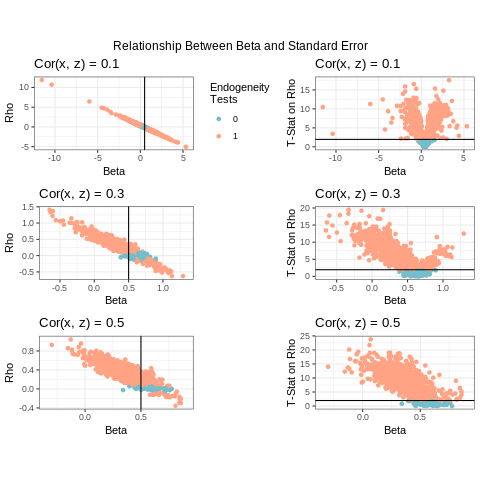 Relationship Between Beta and Standard Error
Cor(x, z) = 0.1
Rho
10
5
0
-5
-10
-5
0
5
Beta
Endogeneity
Tests
0
1
Cor(x, z) = 0.1
T-Stat on Rho
15
10
5
0
-10
-5
0
5
Beta
Cor(x, z) = 0.3
Rho
1.5
1.0
0.5
0.0
-0.5
-0.5
0.0
0.5
1.0
Beta
Cor(x, z) = 0.3
T-Stat on Rho
20
15
10
5
0
-0.5
0.0
0.5
1.0
Beta
Cor(x, z) = 0.5
Rho
0.8
0.4
0.0
-0.4
0.0
0.5
Beta
Cor(x, z) = 0.5
T-Stat on Rho
25
20
15
10
5
0
0.0
0.5
Beta